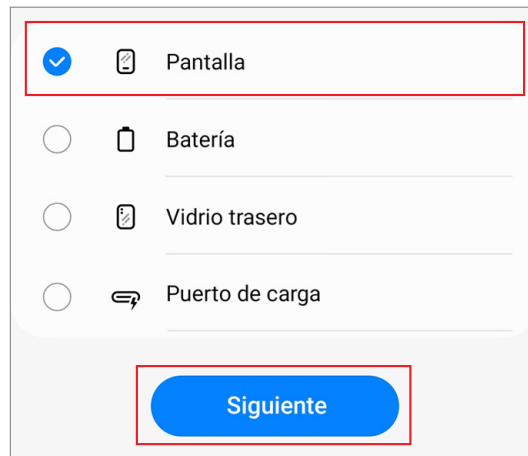 Pantalla
Batería
Vidrio trasero
Puerto de carga
Siguiente